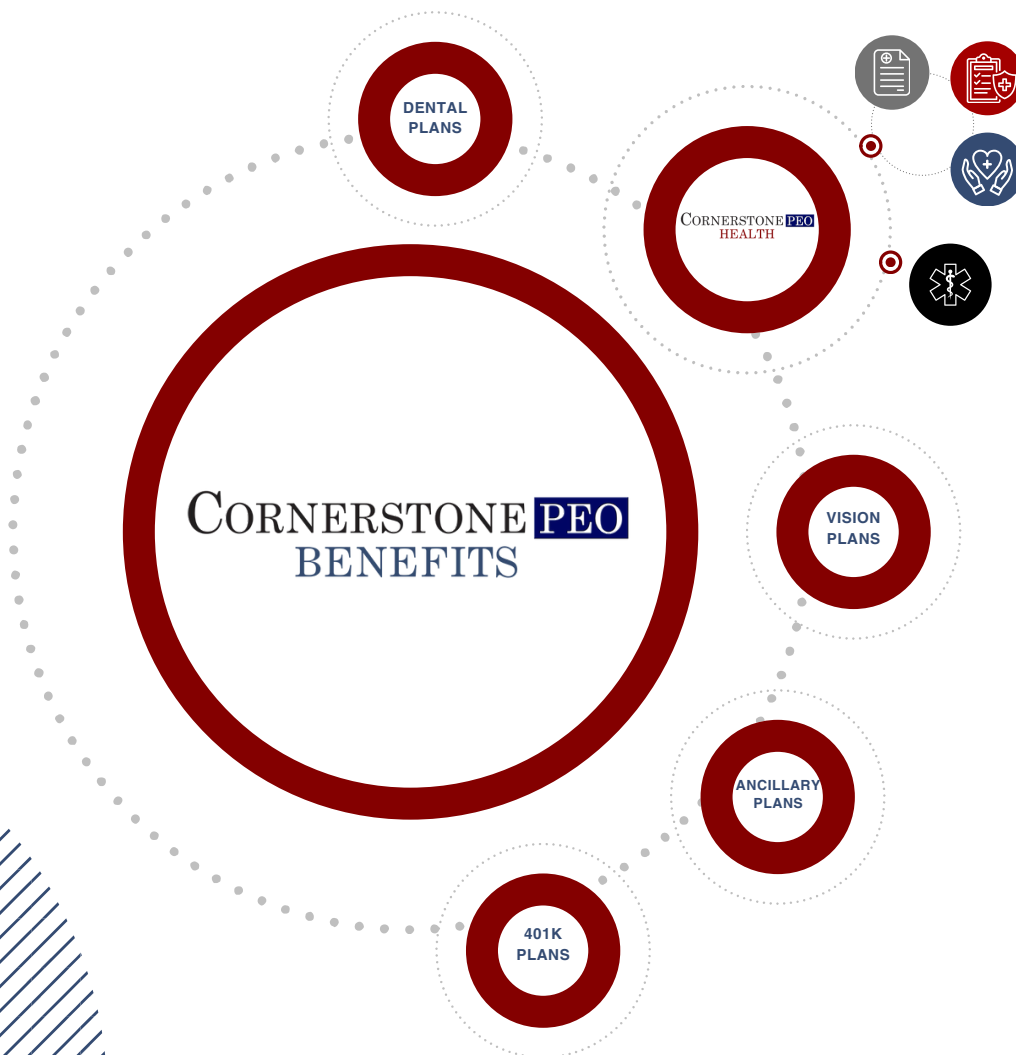 DENTAL
PLANS
CORNERSTONE PEO
HEALTH
CORNERSTONE PEO
BENEFITS
VISION
PLANS
ANCILLARY
PLANS
401K
PLANS